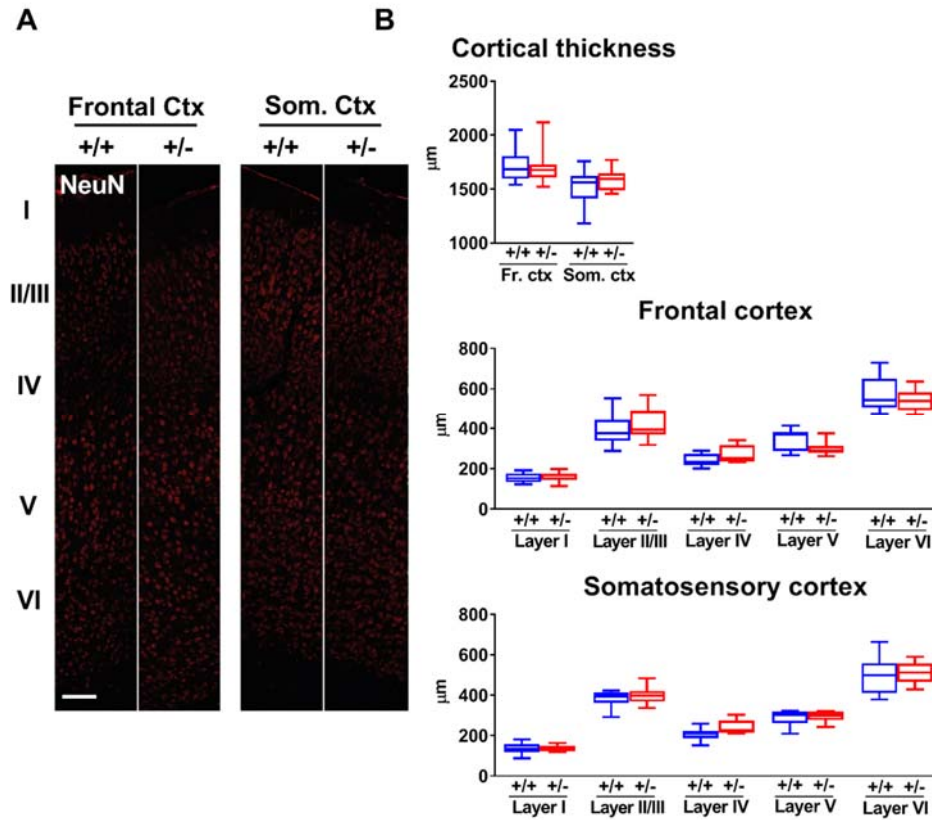 A
Frontal Ctx
Som. Ctx
+/+ +/- +/+ +/-
NeuN
I
II/III
IV
V
VI
B
Cortical thickness
2500
2000
1500
1000
μm
+/+ +/- +/+ +/-
Fr. ctx Som. ctx
Frontal cortex
800
600
400
200
0
μm
+/+ +/- +/+ +/- +/+ +/- +/+ +/- +/+ +/-
Layer I Layer II/III Layer IV Layer V Layer VI
Somatosensory cortex
800
600
400
200
0
μm
+/+ +/- +/+ +/- +/+ +/- +/+ +/- +/+ +/-
Layer I Layer II/III Layer IV Layer V Layer VI